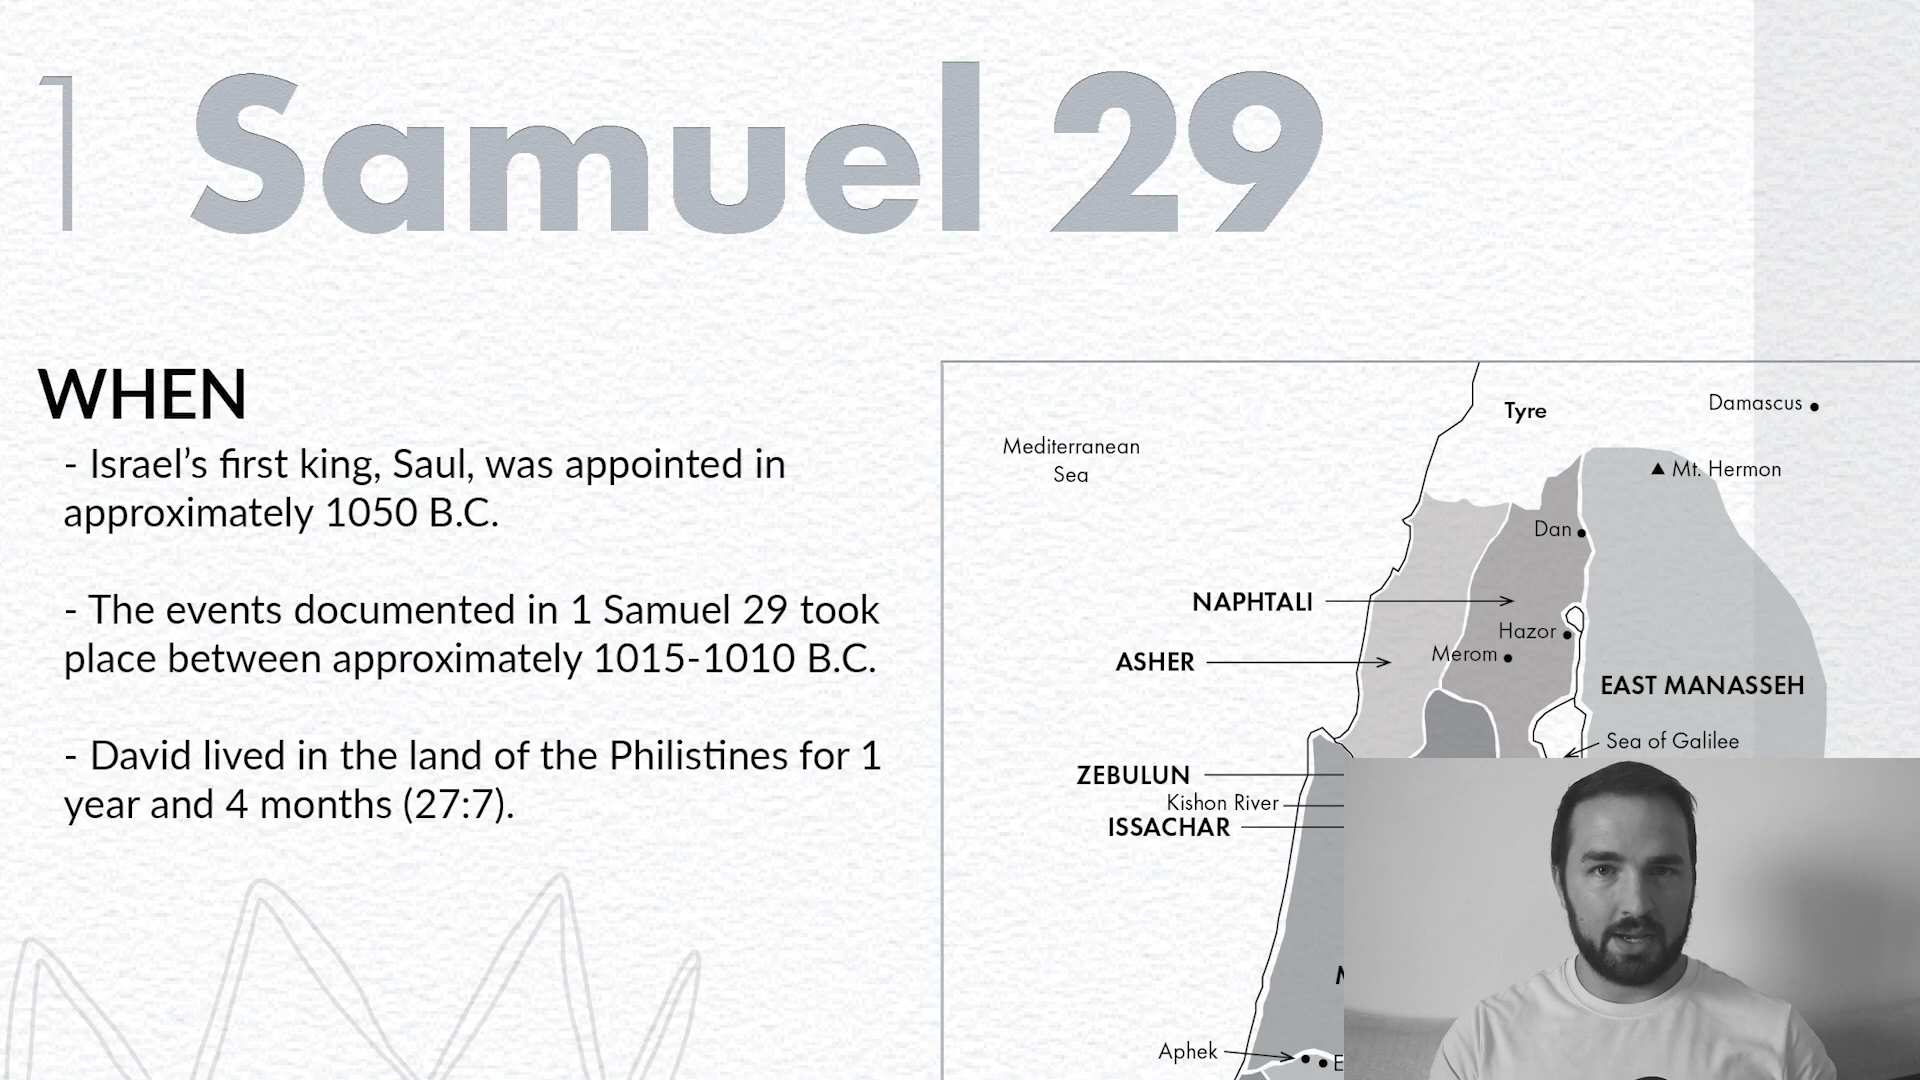 1 Samuel 29
WHEN
- Israel’s first king, Saul, was appointed in
approximately 1050 B.C.
- The events documented in 1 Samuel 29 took
place between approximately 1015-1010 B.C.
- David lived in the land of the Philistines for 1
year and 4 months (27:7).
Tyre
Damascus
Mediterranean
Sea
Mt. Hermon
Dan
NAPHTALI
Hazor
Merom
ASHER
EAST MANASSEH
Sea of Galilee
ZEBULUN
Kishon River
ISSACHAR
Aphek